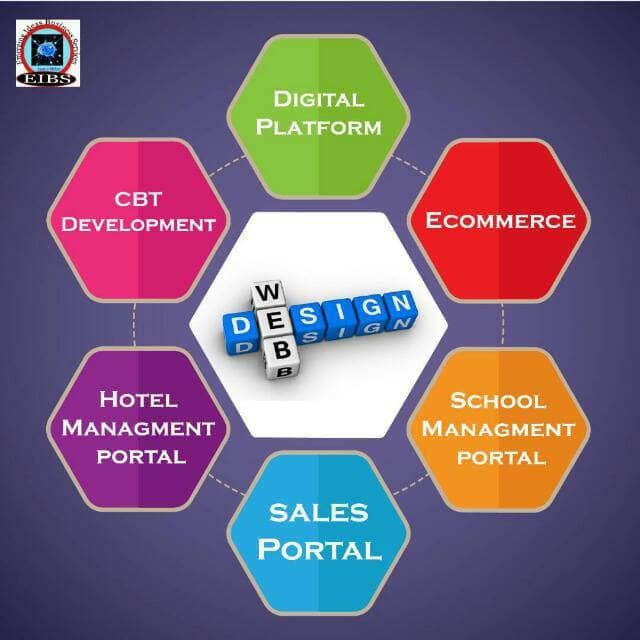 EIBS
DIGITAL
PLATFORM
CBT
DEVELOPMENT
ECOMMERCE
WEB
DESIGN
HOTEL
MANAGMENT
PORTAL
SCHOOL
MANAGMENT
PORTAL
SALES
PORTAL